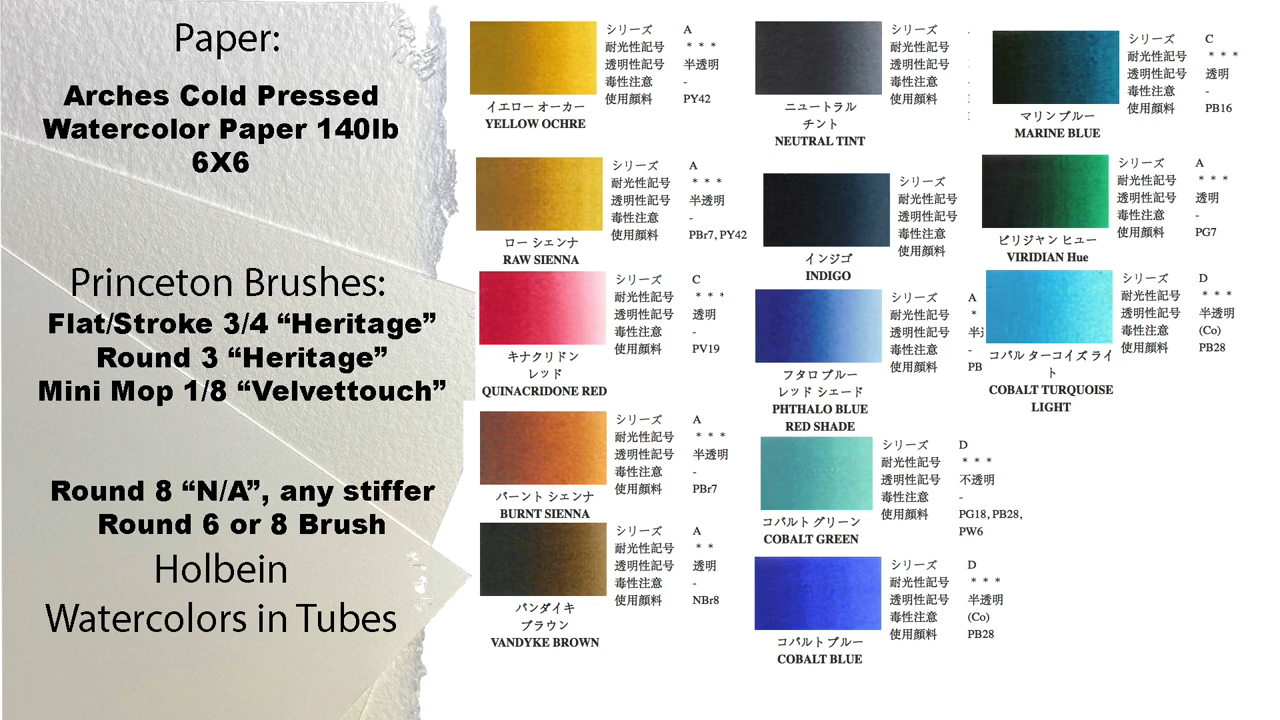 Paper:
Arches Cold Pressed
Watercolor Paper 140lb
6X6
Princeton Brushes:
Flat/Stroke 3/4 “Heritage”
Round 3 “Heritage”
Mini Mop 1/8 “Velvettouch”
Round 8 “N/A”, any stiffer
Round 6 or 8 Brush
Holbein
Watercolors in Tubes
シリーズ A
耐光性記号 ＊＊＊
透明性記号 半透明
毒性注意 -
使用顔料 PY42
イエロー オーカー
YELLOW OCHRE
シリーズ A
耐光性記号 ＊＊＊
透明性記号 半透明
毒性注意 -
使用顔料 PBr7, PY42
ロー シェンナ
RAW SIENNA
シリーズ C
耐光性記号 ＊＊＊
透明性記号 透明
毒性注意 -
使用顔料 PV19
キナクリドン
レッド
QUINACRIDONE RED
シリーズ A
耐光性記号 ＊＊＊
透明性記号 半透明
毒性注意 -
使用顔料 PBr7
バーント シェンナ
BURNT SIENNA
シリーズ A
耐光性記号 ＊＊
透明性記号 透明
毒性注意 -
使用顔料 NBr8
バンダイキ
ブラウン
VANDYKE BROWN
シリーズ
耐光性記号
透明性記号
毒性注意
使用顔料
ニュートラル
チント
NEUTRAL TINT
シリーズ
耐光性記号
透明性記号
毒性注意
使用顔料
インジゴ
INDIGO
シリーズ A
耐光性記号 ＊
透明性記号 半
毒性注意 -
使用顔料 PB
フタロ ブルー
レッド シェード
PHTHALO BLUE
RED SHADE
シリーズ D
耐光性記号 ＊＊＊
透明性記号 不透明
毒性注意 -
使用顔料 PG18, PB28,
PW6
コバルト グリーン
COBALT GREEN
シリーズ D
耐光性記号 ＊＊＊
透明性記号 半透明
毒性注意 (Co)
使用顔料 PB28
コバルト ブルー
COBALT BLUE
シリーズ C
耐光性記号 ＊＊＊
透明性記号 透明
毒性注意 -
使用顔料 PB16
マリン ブルー
MARINE BLUE
シリーズ A
耐光性記号 ＊＊＊
透明性記号 透明
毒性注意 -
使用顔料 PG7
ビリジャン ヒュー
VIRIDIAN Hue
シリーズ D
耐光性記号 ＊＊＊
透明性記号 半透明
毒性注意 (Co)
使用顔料 PB28
コバル ターコイズ ライ
ト
COBALT TURQUOISE
LIGHT